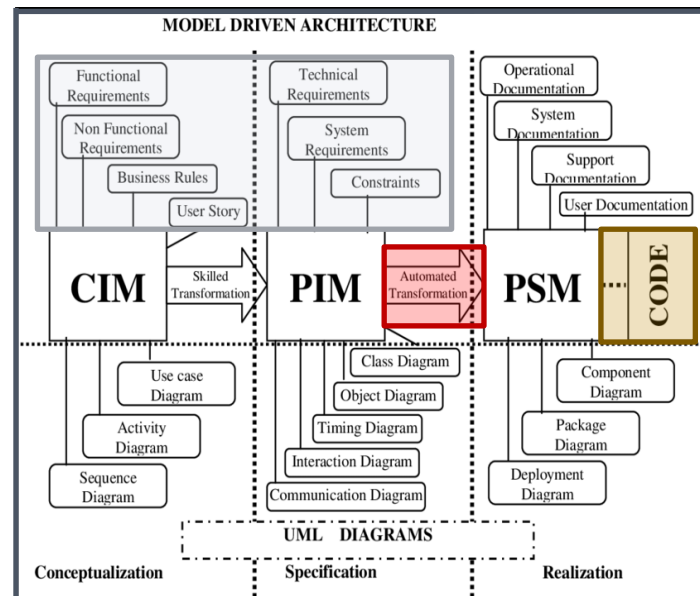 MODEL DRIVEN ARCHITECTURE
Functional
Requirements
Non Functional
Requirements
Business Rules
User Story
Technical
Requirements
System
Requirements
Constraints
Operational
Documentation
System
Documentation
Support
Documentation
User Documentation
CIM
Skilled
Transformation
PIM
Automated
Transformation
PSM
CODE
Use case
Diagram
Activity
Diagram
Sequence
Diagram
Class Diagram
Object Diagram
Timing Diagram
Interaction Diagram
Communication Diagram
Component
Diagram
Package
Diagram
Deployment
Diagram
UML DIAGRAMS
Conceptualization
Specification
Realization